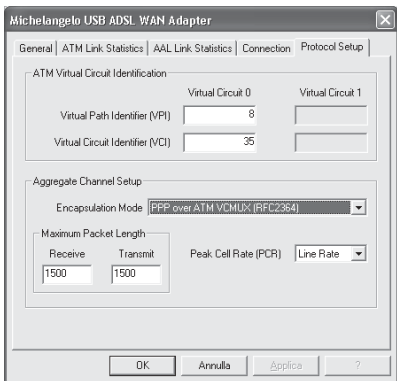 Michelangelo USB ADSL WAN Adapter
General ATM Link Statistics AAL Link Statistics Connection Protocol Setup
ATM Virtual Circuit Identification
Virtual Circuit 0 Virtual Circuit 1
Virtual Path Identifier (VPI) 8
Virtual Circuit Identifier (VCI) 35
Aggregate Channel Setup
Encapsulation Mode PPP over ATM VCMUX (RFC2364)
Maximum Packet Length
Receive Transmit Peak Cell Rate (PCR) Line Rate
1500 1500
OK Annulla Applica ?